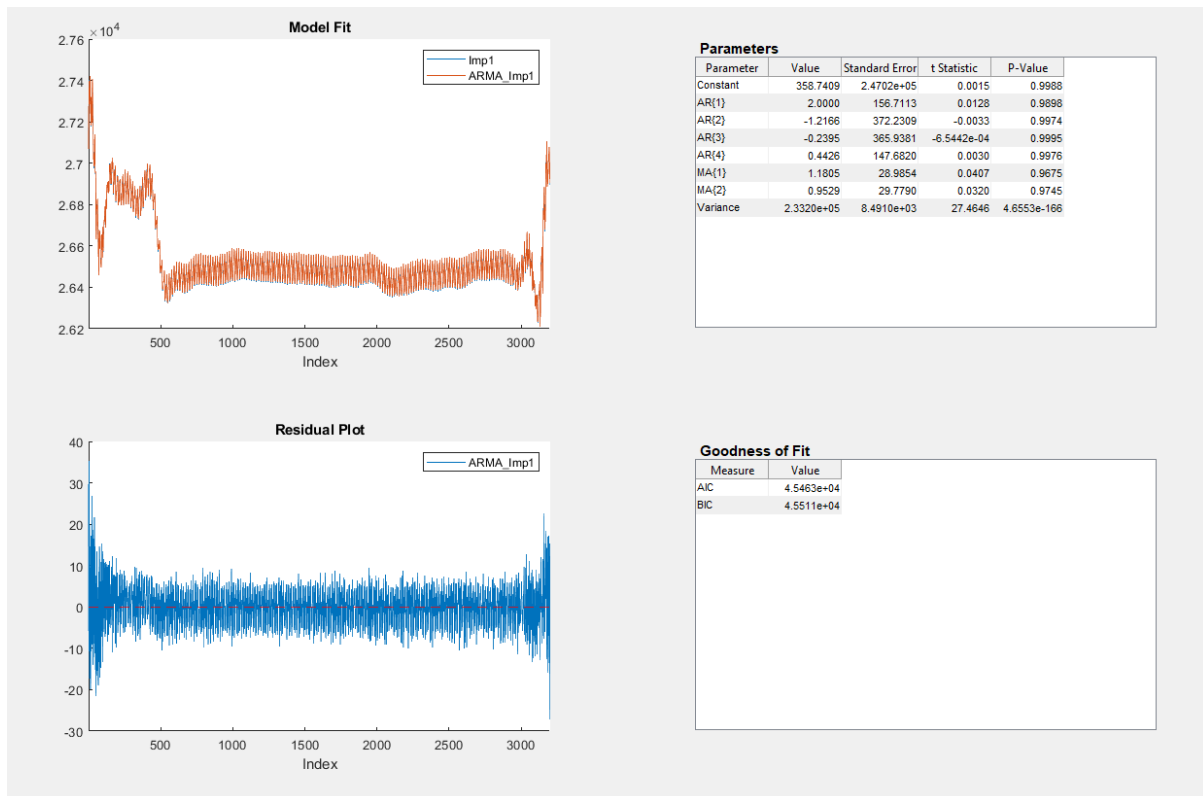 Model Fit
×10^4
2.76
2.74
2.72
2.7
2.68
2.66
2.64
2.62
Imp1
ARMA_Imp1
500 1000 1500 2000 2500 3000
Index
Parameters
Parameter Value Standard Error t Statistic P-Value
Constant 358.7409 2.4702e+05 0.0015 0.9988
AR{1} 2.0000 156.7113 0.0128 0.9898
AR{2} -1.2166 372.2309 -0.0033 0.9974
AR{3} -0.2395 365.9381 -6.5442e-04 0.9995
AR{4} 0.4426 147.6820 0.0030 0.9976
MA{1} 1.1805 28.9854 0.0407 0.9675
MA{2} 0.9529 29.7790 0.0320 0.9745
Variance 2.3320e+05 8.4910e+03 27.4646 4.6553e-166
Residual Plot
40
30
20
10
0
-10
-20
-30
ARMA_Imp1
500 1000 1500 2000 2500 3000
Index
Goodness of Fit
Measure Value
AIC 4.5463e+04
BIC 4.5511e+04